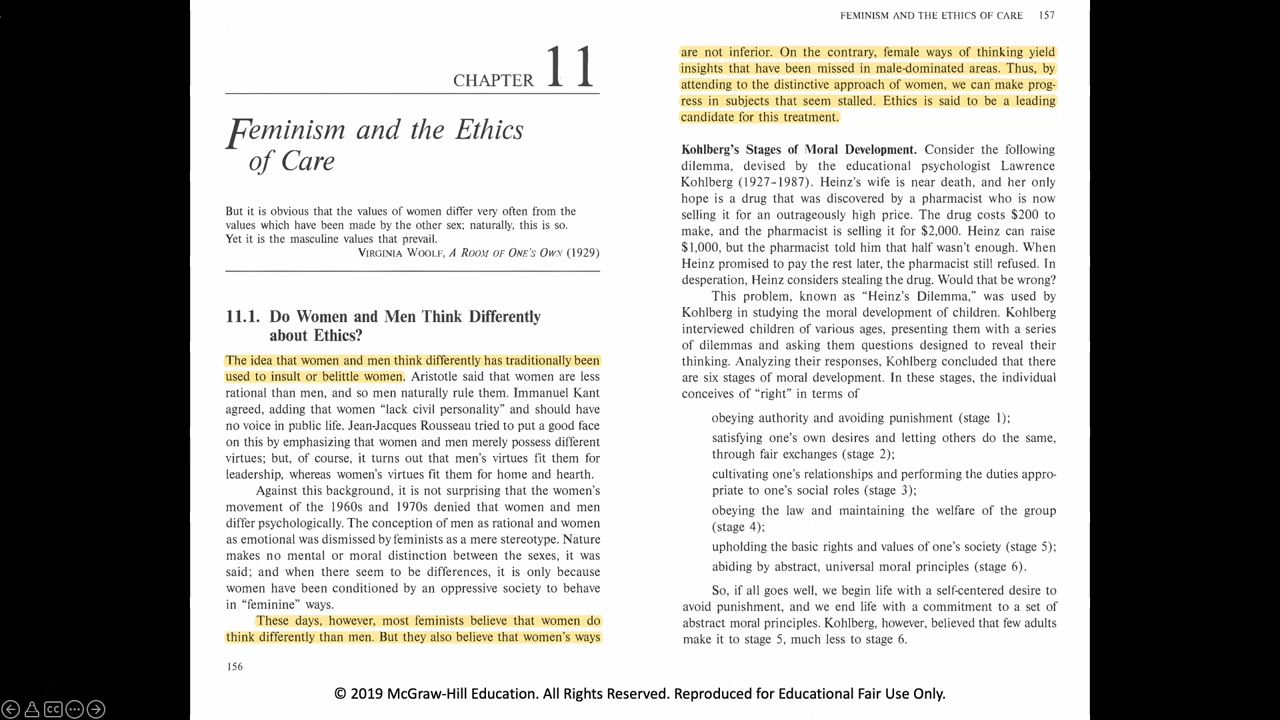 CHAPTER 11
Feminism and the Ethics
of Care
But it is obvious that the values of women differ very often from the
values which have been made by the other sex; naturally, this is so.
Yet it is the masculine values that prevail.
VIRGINIA WOOLF, A ROOM OF ONE'S OWN (1929)
11.1. Do Women and Men Think Differently
about Ethics?
The idea that women and men think differently has traditionally been
used to insult or belittle women. Aristotle said that women are less
rational than men, and so men naturally rule them. Immanuel Kant
agreed, adding that women “lack civil personality” and should have
no voice in public life. Jean-Jacques Rousseau tried to put a good face
on this by emphasizing that women and men merely possess different
virtues; but, of course, it turns out that men's virtues fit them for
leadership, whereas women's virtues fit them for home and hearth.
Against this background, it is not surprising that the women's
movement of the 1960s and 1970s denied that women and men
differ psychologically. The conception of men as rational and women
as emotional was dismissed by feminists as a mere stereotype. Nature
makes no mental or moral distinction between the sexes, it was
said; and when there seem to be differences, it is only because
women have been conditioned by an oppressive society to behave
in “feminine” ways.
These days, however, most feminists believe that women do
think differently than men. But they also believe that women's ways
156
FEMINISM AND THE ETHICS OF CARE 157
are not inferior. On the contrary, female ways of thinking yield
insights that have been missed in male-dominated areas. Thus, by
attending to the distinctive approach of women, we can make prog-
ress in subjects that seem stalled. Ethics is said to be a leading
candidate for this treatment.
Kohlberg's Stages of Moral Development. Consider the following
dilemma, devised by the educational psychologist Lawrence
Kohlberg (1927–1987). Heinz's wife is near death, and her only
hope is a drug that was discovered by a pharmacist who is now
selling it for an outrageously high price. The drug costs $200 to
make, and the pharmacist is selling it for $2,000. Heinz can raise
$1,000, but the pharmacist told him that half wasn't enough. When
Heinz promised to pay the rest later, the pharmacist still refused. In
desperation, Heinz considers stealing the drug. Would that be wrong?
This problem, known as “Heinz's Dilemma,” was used by
Kohlberg in studying the moral development of children. Kohlberg
interviewed children of various ages, presenting them with a series
of dilemmas and asking them questions designed to reveal their
thinking. Analyzing their responses, Kohlberg concluded that there
are six stages of moral development. In these stages, the individual
conceives of “right” in terms of
obeying authority and avoiding punishment (stage 1);
satisfying one's own desires and letting others do the same,
through fair exchanges (stage 2);
cultivating one's relationships and performing the duties appro-
priate to one's social roles (stage 3);
obeying the law and maintaining the welfare of the group
(stage 4);
upholding the basic rights and values of one's society (stage 5);
abiding by abstract, universal moral principles (stage 6).
So, if all goes well, we begin life with a self-centered desire to
avoid punishment, and we end life with a commitment to a set of
abstract moral principles. Kohlberg, however, believed that few adults
make it to stage 5, much less to stage 6.
© 2019 McGraw-Hill Education. All Rights Reserved. Reproduced for Educational Fair Use Only.